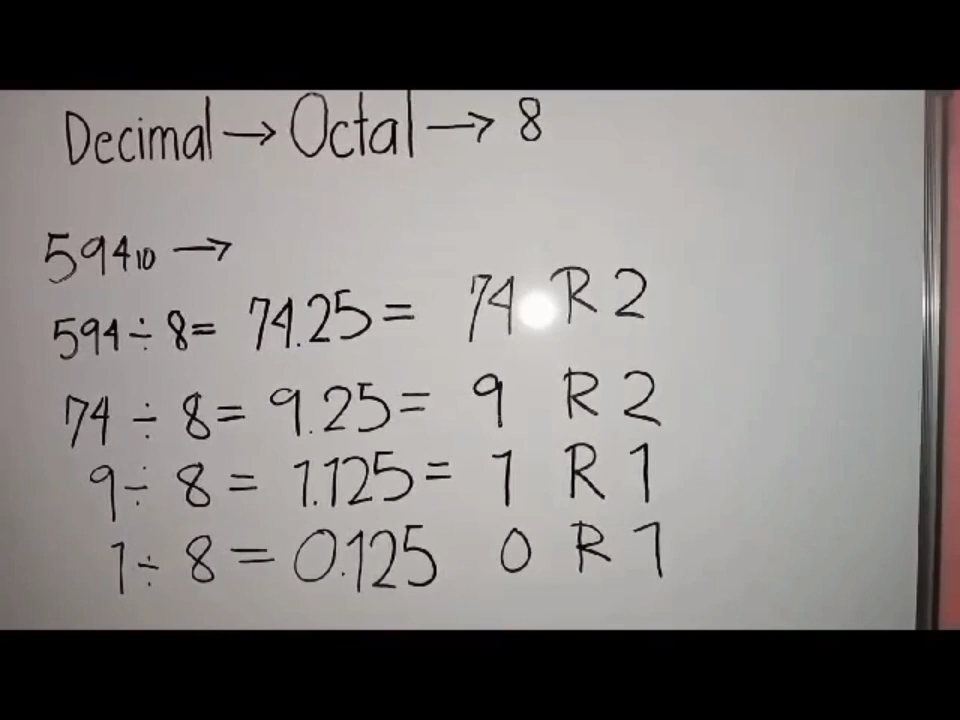 Decimal → Octal → 8
594₁₀ →
594 ÷ 8 = 74.25 = 74 R 2
74 ÷ 8 = 9.25 = 9 R 2
9 ÷ 8 = 1.125 = 1 R 1
1 ÷ 8 = 0.125 0 R 1